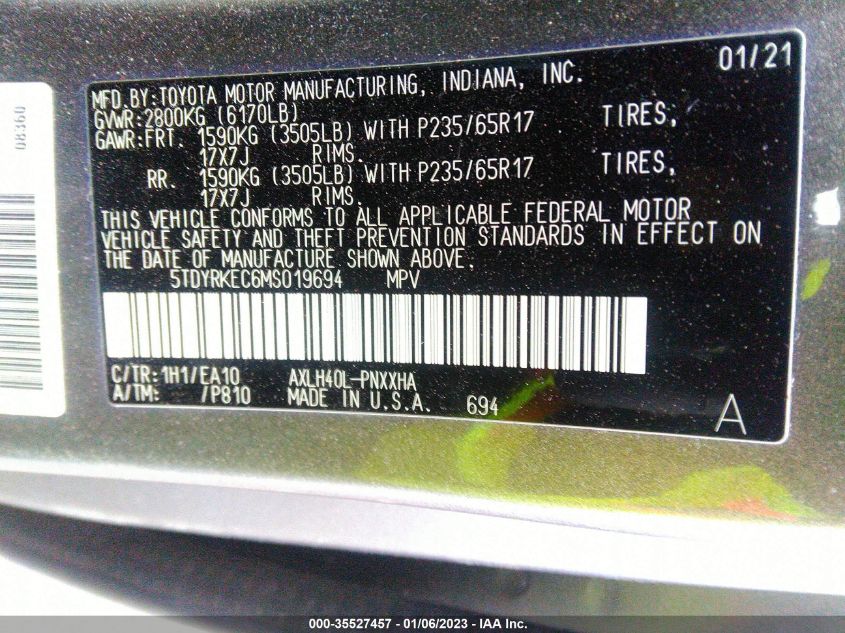 08360
01/21
MFD.BY:TOYOTA MOTOR MANUFACTURING, INDIANA, INC.
GVWR:2800KG (6170LB)
GAWR:FRT. 1590KG (3505LB) WITH P235/65R17 TIRES,
17X7J RIMS.
RR. 1590KG (3505LB) WITH P235/65R17 TIRES,
17X7J RIMS.
THIS VEHICLE CONFORMS TO ALL APPLICABLE FEDERAL MOTOR
VEHICLE SAFETY AND THEFT PREVENTION STANDARDS IN EFFECT ON
THE DATE OF MANUFACTURE SHOWN ABOVE.
5TDYRKEC6MS019694 MPV
C/TR:1H1/EA10 AXLH40L-PNXXHA
A/TM: /P810 MADE IN U.S.A. 694
A
000-35527457 - 01/06/2023 - IAA Inc.